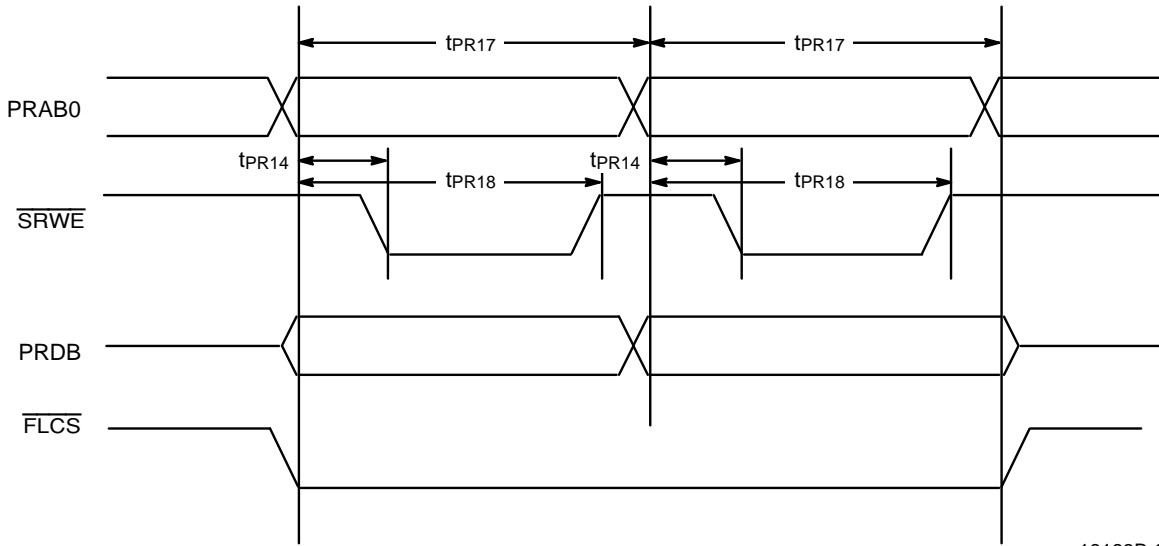 tPR17 tPR17
PRAB0
tPR14 tPR14
tPR18 tPR18
SRWE
PRDB
FLCS